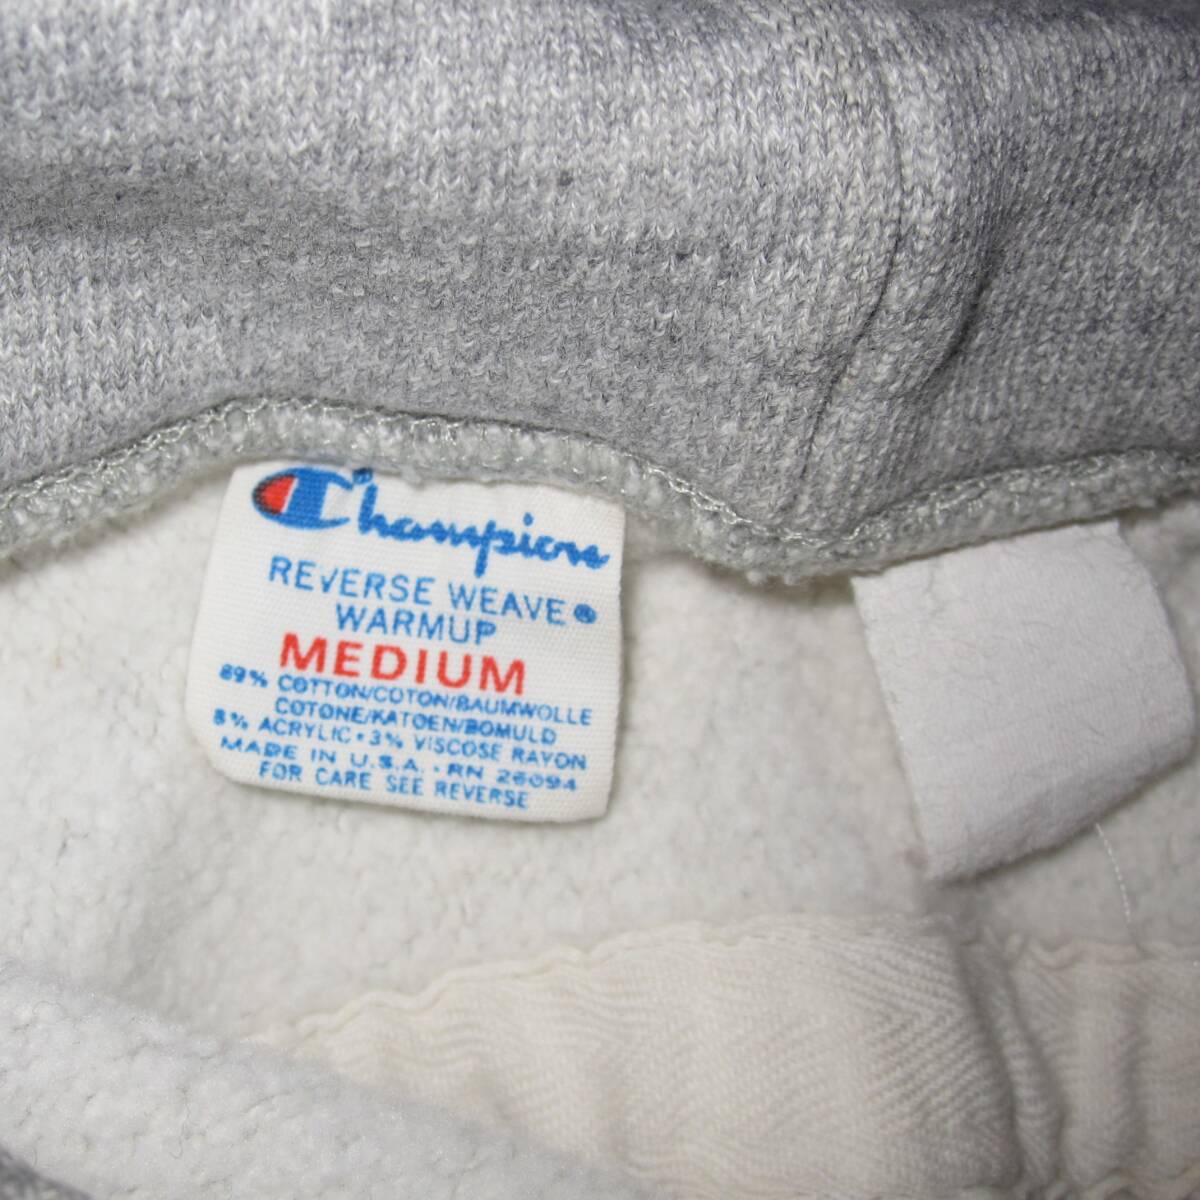 Champion
REVERSE WEAVE®
WARMUP
MEDIUM
89% COTTON/COTON/BAUMWOLLE
COTONE/KATOEN/BOMULD
8% ACRYLIC • 3% VISCOSE RAYON
MADE IN U.S.A. • RN 26094
FOR CARE SEE REVERSE